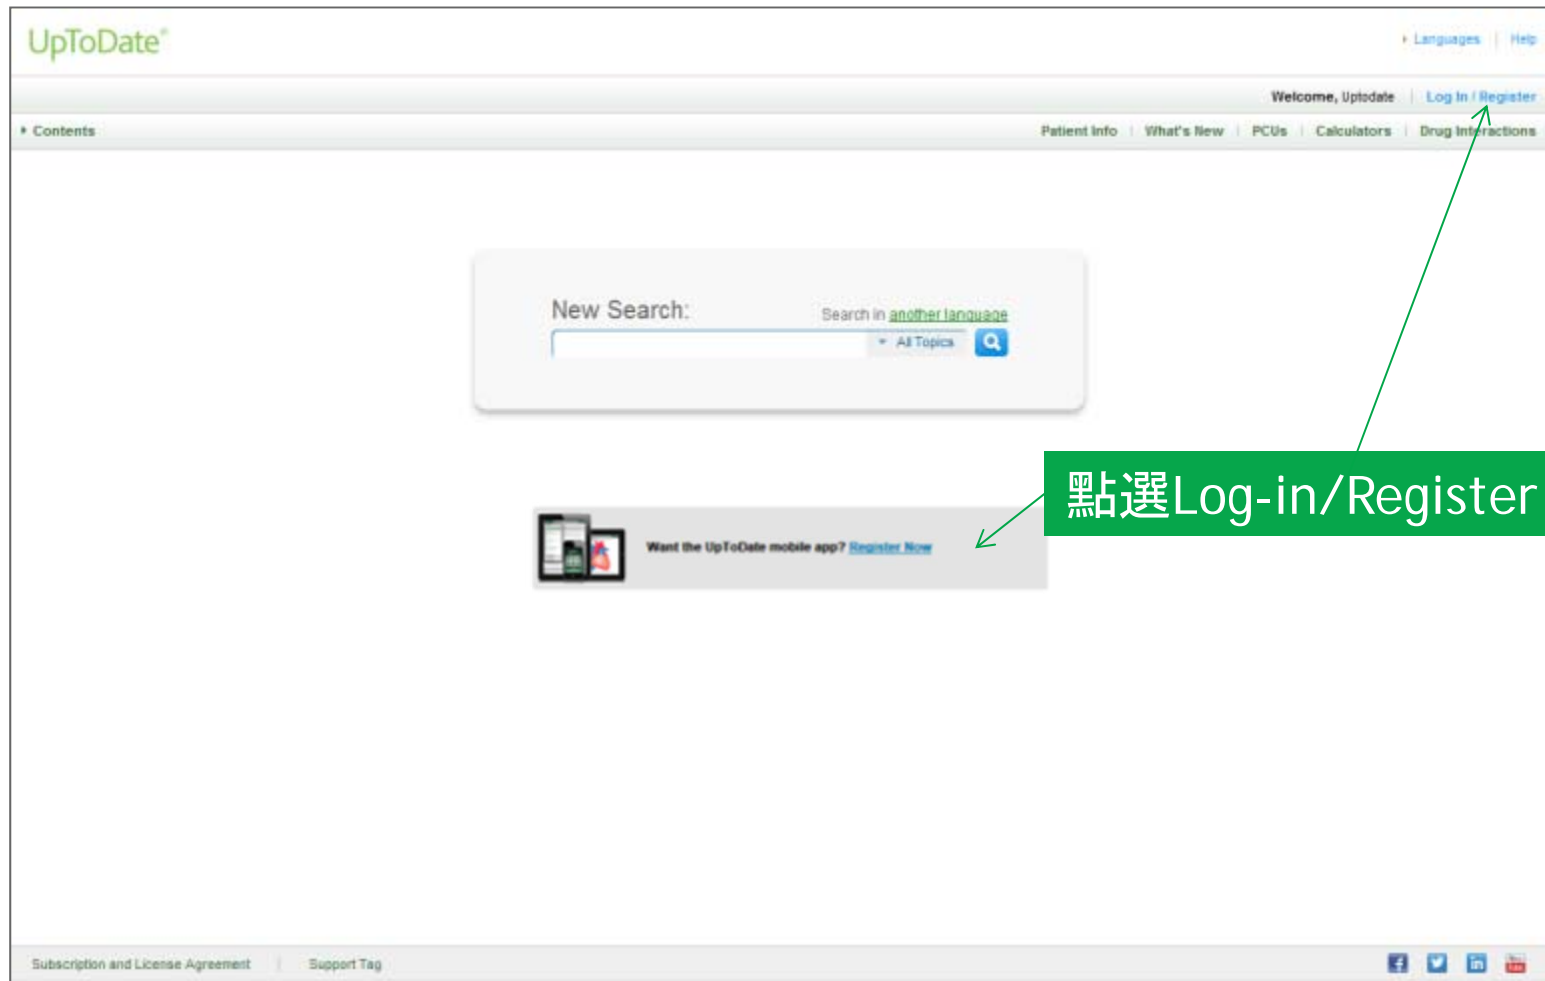 UpToDate®
Languages | Help
Welcome, Uptodate | Log In / Register
Contents
Patient Info | What's New | PCUs | Calculators | Drug Interactions
New Search:
Search in another language
All Topics
點選Log-in/Register
Want the UpToDate mobile app? Register Now
Subscription and License Agreement | Support Tag